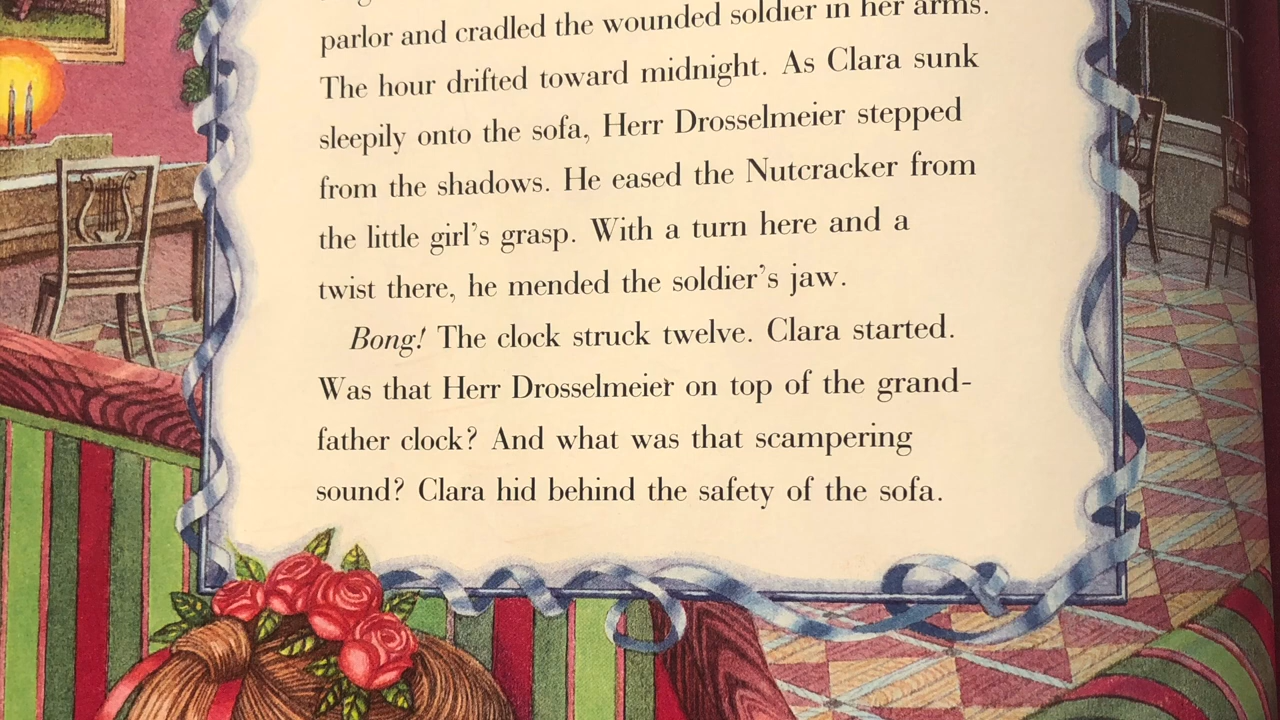 parlor and cradled the wounded soldier in her arms.
The hour drifted toward midnight. As Clara sunk
sleepily onto the sofa, Herr Drosselmeier stepped
from the shadows. He eased the Nutcracker from
the little girl's grasp. With a turn here and a
twist there, he mended the soldier's jaw.
Bong! The clock struck twelve. Clara started.
Was that Herr Drosselmeier on top of the grand-
father clock? And what was that scampering
sound? Clara hid behind the safety of the sofa.